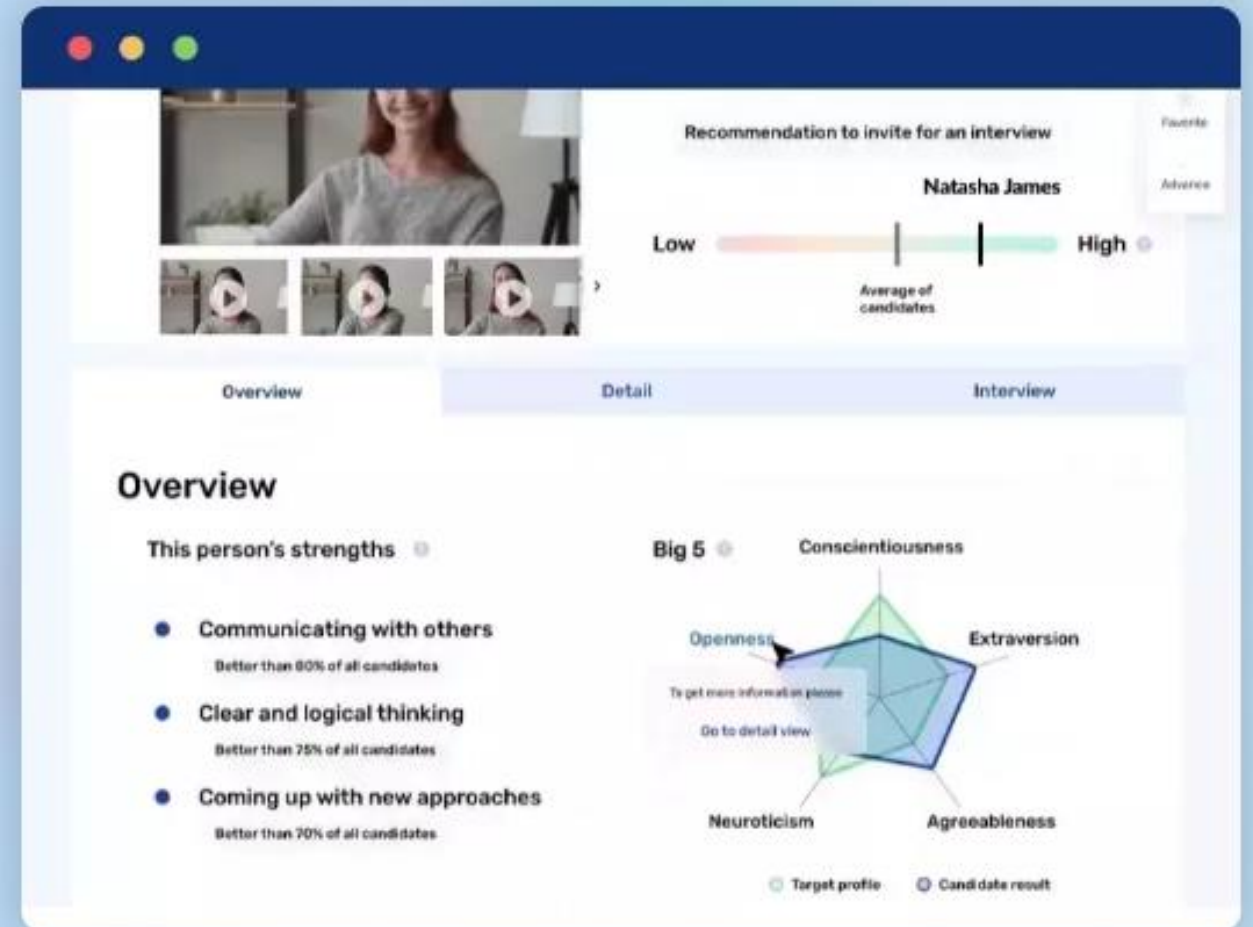 Recommendation to invite for an interview
Favorite
Advance
Natasha James
Low
High
Average of
candidates
Overview
Detail
Interview
Overview
This person's strengths
Communicating with others
Better than 80% of all candidates
Clear and logical thinking
Better than 75% of all candidates
Coming up with new approaches
Better than 70% of all candidates
Big 5
Conscientiousness
Openness
Extraversion
To get more information please
Go to detail view
Neuroticism
Agreeableness
Target profile
Candidate result